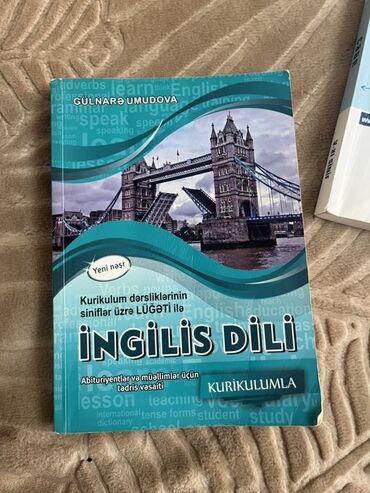 GÜLNARƏ UMUDOVA
Yeni nəşr
Kurikulum dərsliklərinin
siniflər üzrə LÜĞƏTİ ilə
İNGİLİS DİLİ
Abituriyentlər və müəllimlər üçün
tədris vəsaiti
KURİKULUMLA